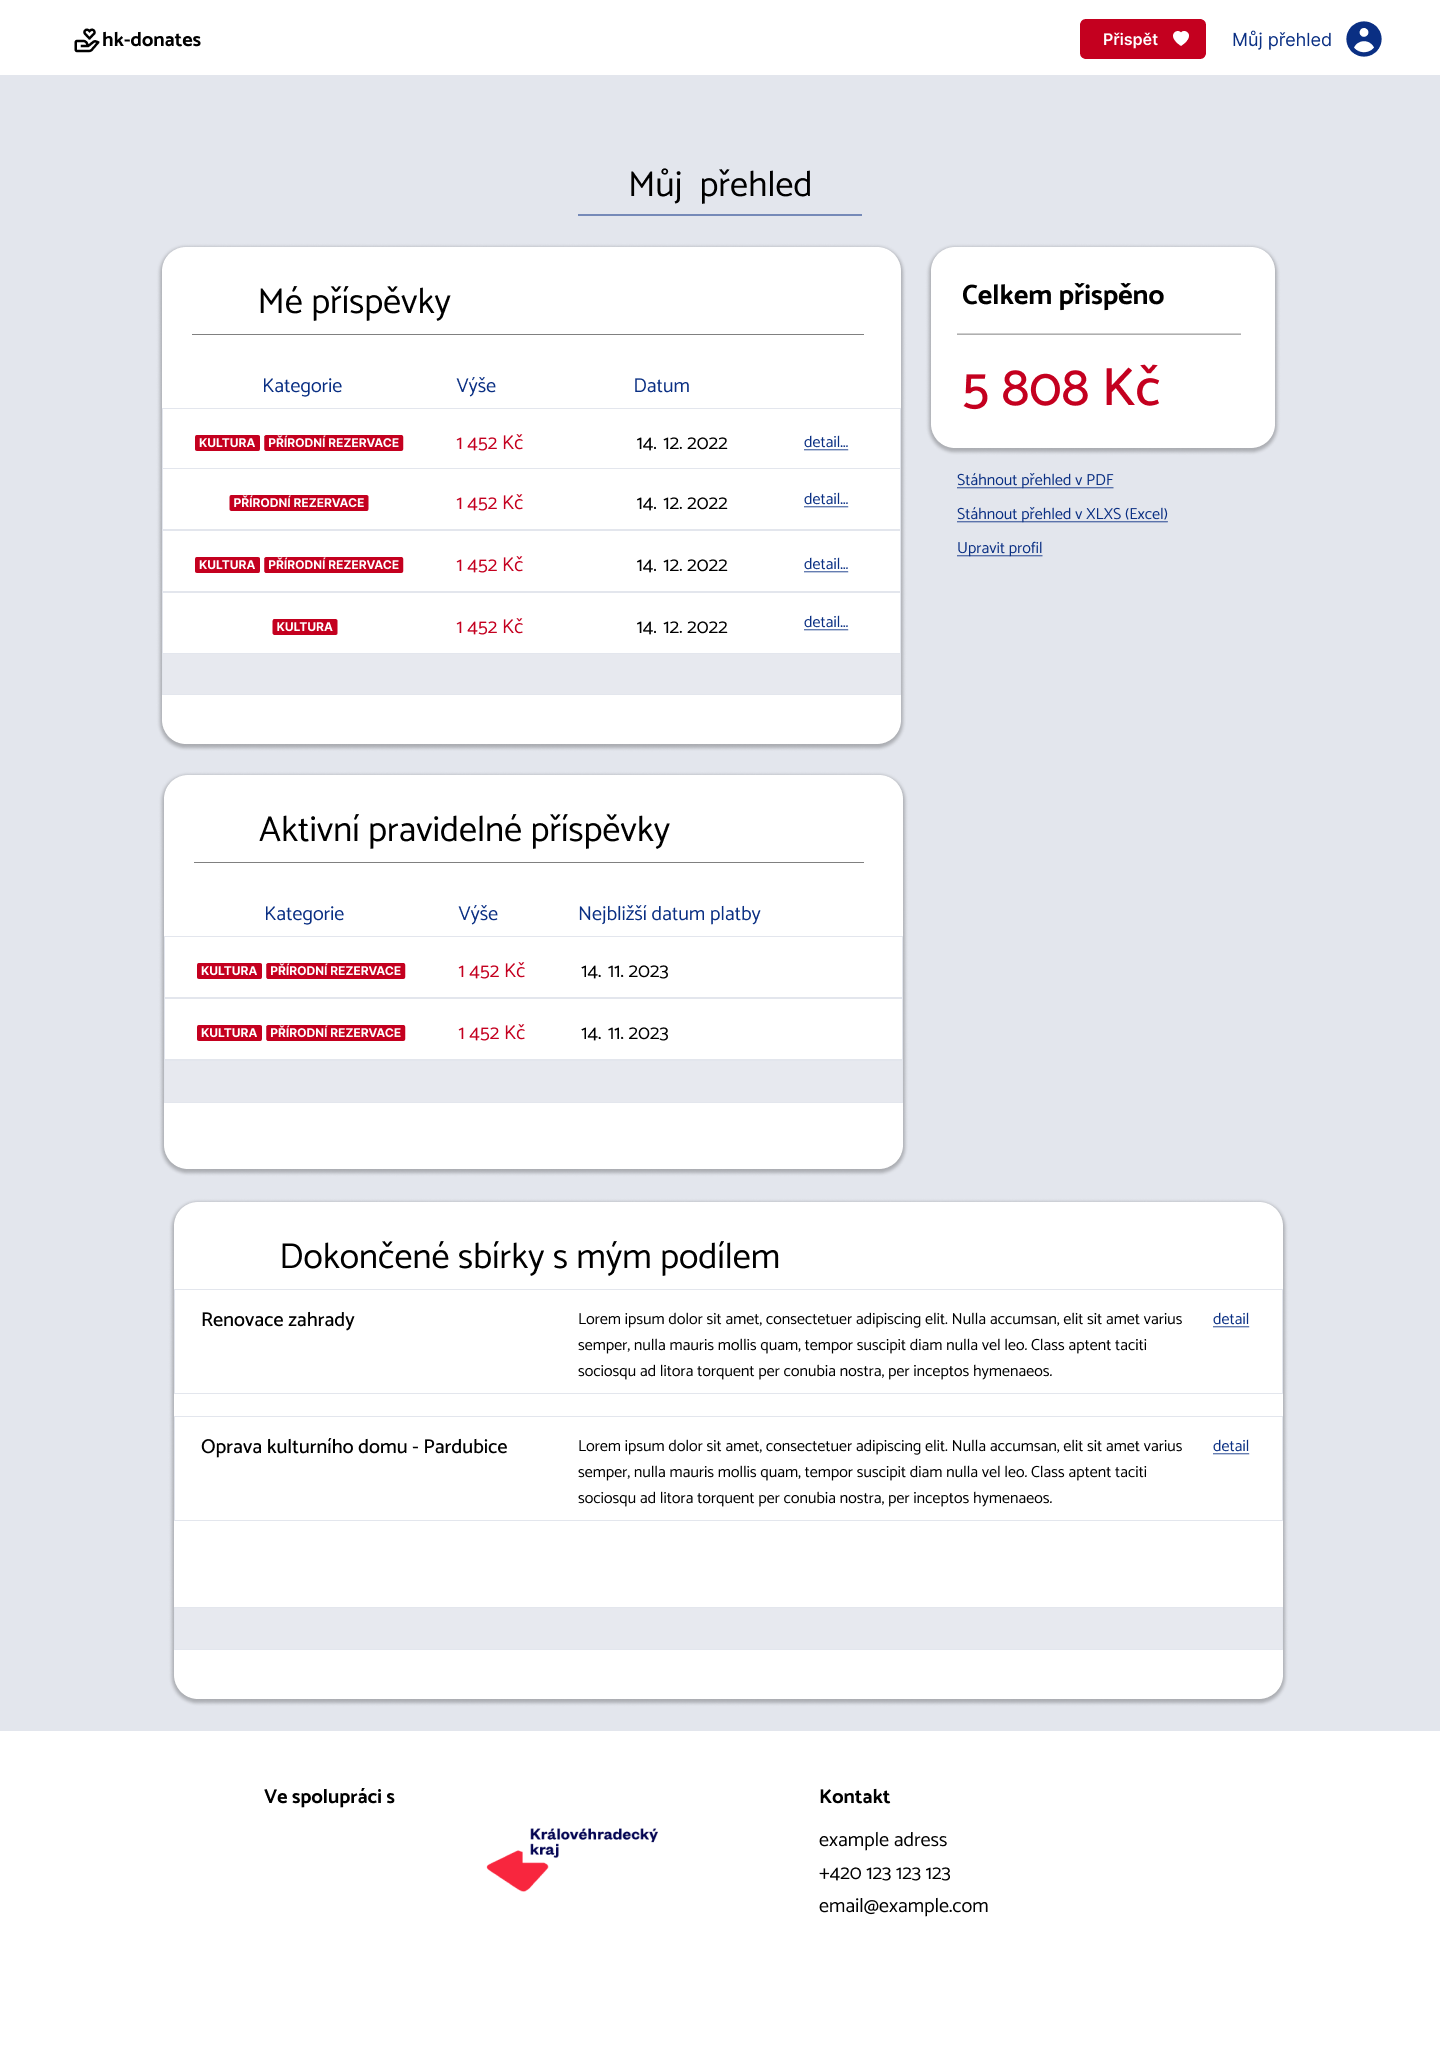 hk-donates
Přispět
Můj přehled
Můj přehled
Mé příspěvky
Kategorie Výše Datum
KULTURA PŘÍRODNÍ REZERVACE 1 452 Kč 14. 12. 2022 detail...
PŘÍRODNÍ REZERVACE 1 452 Kč 14. 12. 2022 detail...
KULTURA PŘÍRODNÍ REZERVACE 1 452 Kč 14. 12. 2022 detail...
KULTURA 1 452 Kč 14. 12. 2022 detail...
Celkem přispěno
5 808 Kč
Stáhnout přehled v PDF
Stáhnout přehled v XLXS (Excel)
Upravit profil
Aktivní pravidelné příspěvky
Kategorie Výše Nejbližší datum platby
KULTURA PŘÍRODNÍ REZERVACE 1 452 Kč 14. 11. 2023
KULTURA PŘÍRODNÍ REZERVACE 1 452 Kč 14. 11. 2023
Dokončené sbírky s mým podílem
Renovace zahrady
Lorem ipsum dolor sit amet, consectetuer adipiscing elit. Nulla accumsan, elit sit amet varius
semper, nulla mauris mollis quam, tempor suscipit diam nulla vel leo. Class aptent taciti
sociosqu ad litora torquent per conubia nostra, per inceptos hymenaeos.
detail
Oprava kulturního domu - Pardubice
Lorem ipsum dolor sit amet, consectetuer adipiscing elit. Nulla accumsan, elit sit amet varius
semper, nulla mauris mollis quam, tempor suscipit diam nulla vel leo. Class aptent taciti
sociosqu ad litora torquent per conubia nostra, per inceptos hymenaeos.
detail
Ve spolupráci s
Královéhradecký
kraj
Kontakt
example adress
+420 123 123 123
email@example.com